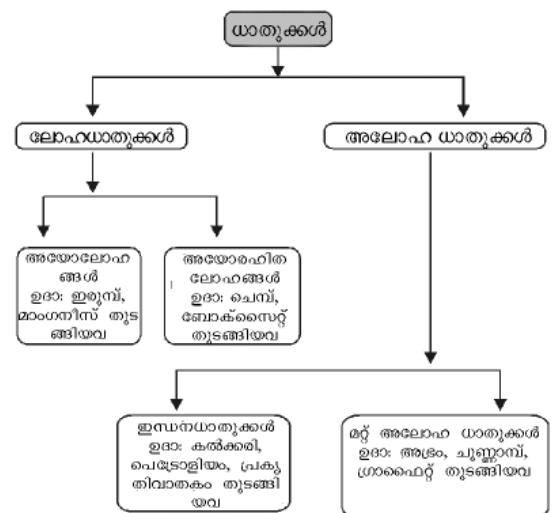 ധാതുക്കൾ
ലോഹധാതുക്കൾ
അലോഹ ധാതുക്കൾ
അയോലോഹ
ങ്ങൾ
ഉദാ: ഇരുമ്പ്,
മാംഗനീസ് തുട
ങ്ങിയവ
അയോരഹിത
ലോഹങ്ങൾ
ഉദാ: ചെമ്പ്,
ബോക്സൈറ്റ്
തുടങ്ങിയവ
ഇന്ധനധാതുക്കൾ
ഉദാ: കൽക്കരി,
പെട്രോളിയം, പ്രകൃ
തിവാതകം തുടങ്ങി
യവ
മറ്റ് അലോഹ ധാതുക്കൾ
ഉദാ: അഭ്രം, ചുണ്ണാമ്പ്,
ഗ്രാഫൈറ്റ് തുടങ്ങിയവ